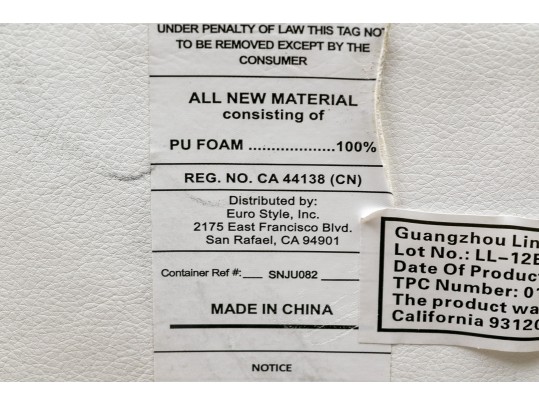 UNDER PENALTY OF LAW THIS TAG NOT
TO BE REMOVED EXCEPT BY THE
CONSUMER
ALL NEW MATERIAL
consisting of
PU FOAM ..................100%
REG. NO. CA 44138 (CN)
Distributed by:
Euro Style, Inc.
2175 East Francisco Blvd.
San Rafael, CA 94901
Container Ref #:___ SNJU082 ______
MADE IN CHINA
NOTICE
Guangzhou Lin
Lot No.: LL-12
Date Of Product
TPC Number: 01
The product wa
California 93120